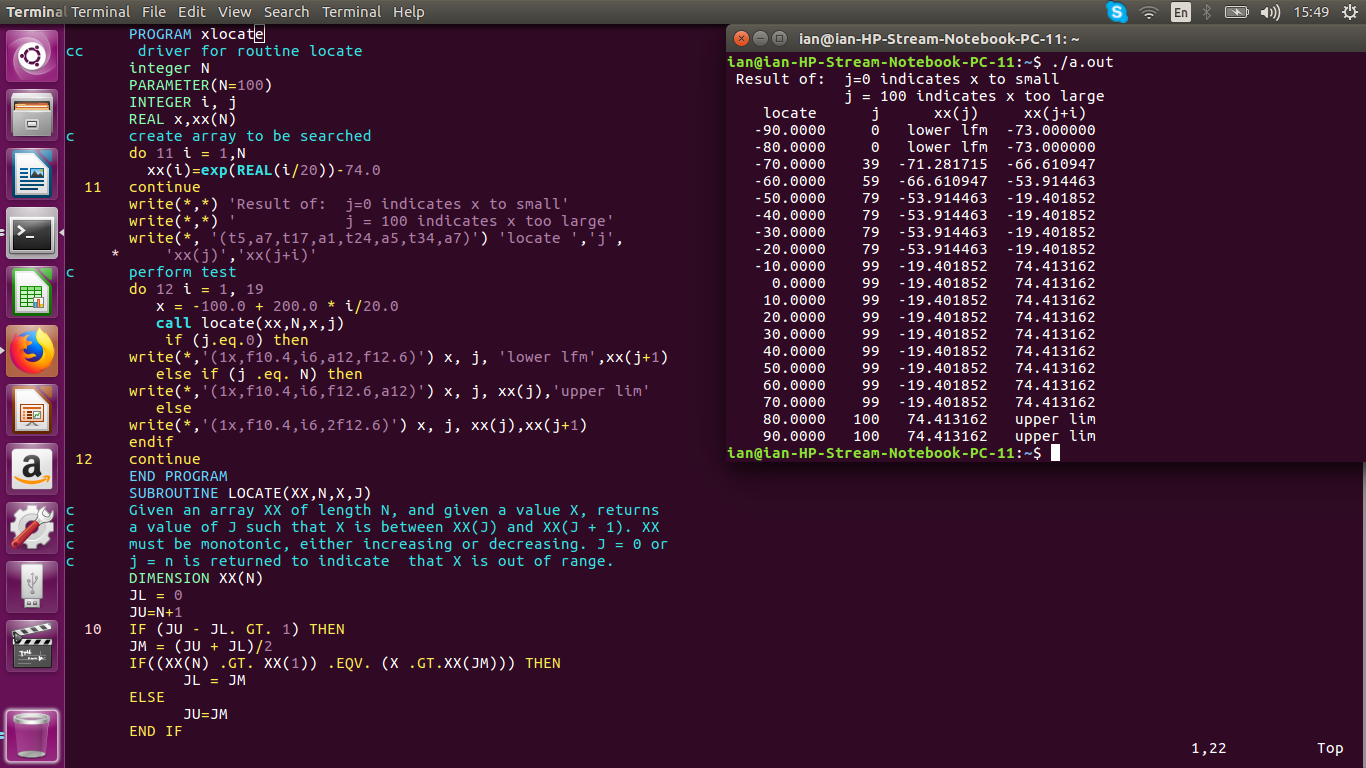 Terminal Terminal File Edit View Search Terminal Help En 15:49
PROGRAM xlocate
cc      driver for routine locate
       integer N
       PARAMETER(N=100)
       INTEGER i, j
       REAL x,xx(N)
c      create array to be searched
       do 11 i = 1,N
         xx(i)=exp(REAL(i/20))-74.0
  11   continue
       write(*,*) 'Result of:  j=0 indicates x to small'
       write(*,*) '            j = 100 indicates x too large'
       write(*, '(t5,a7,t17,a1,t24,a5,t34,a7)') 'locate ','j',
     *     'xx(j)','xx(j+i)'
c      perform test
       do 12 i = 1, 19
          x = -100.0 + 200.0 * i/20.0
          call locate(xx,N,x,j)
           if (j.eq.0) then
       write(*,'(1x,f10.4,i6,a12,f12.6)') x, j, 'lower lfm',xx(j+1)
          else if (j .eq. N) then
       write(*,'(1x,f10.4,i6,f12.6,a12)') x, j, xx(j),'upper lim'
          else
       write(*,'(1x,f10.4,i6,2f12.6)') x, j, xx(j),xx(j+1)
       endif
 12    continue
       END PROGRAM
       SUBROUTINE LOCATE(XX,N,X,J)
c      Given an array XX of length N, and given a value X, returns
c      a value of J such that X is between XX(J) and XX(J + 1). XX
c      must be monotonic, either increasing or decreasing. J = 0 or
c      j = n is returned to indicate  that X is out of range.
       DIMENSION XX(N)
       JL = 0
       JU=N+1
  10   IF (JU - JL. GT. 1) THEN
       JM = (JU + JL)/2
       IF((XX(N) .GT. XX(1)) .EQV. (X .GT.XX(JM))) THEN
             JL = JM
       ELSE
             JU=JM
       END IF
1,22 Top
ian@ian-HP-Stream-Notebook-PC-11: ~
ian@ian-HP-Stream-Notebook-PC-11:~$ ./a.out
 Result of:  j=0 indicates x to small
             j = 100 indicates x too large
    locate      j      xx(j)     xx(j+i)
   -90.0000     0   lower lfm  -73.000000
   -80.0000     0   lower lfm  -73.000000
   -70.0000    39  -71.281715  -66.610947
   -60.0000    59  -66.610947  -53.914463
   -50.0000    79  -53.914463  -19.401852
   -40.0000    79  -53.914463  -19.401852
   -30.0000    79  -53.914463  -19.401852
   -20.0000    79  -53.914463  -19.401852
   -10.0000    99  -19.401852   74.413162
     0.0000    99  -19.401852   74.413162
    10.0000    99  -19.401852   74.413162
    20.0000    99  -19.401852   74.413162
    30.0000    99  -19.401852   74.413162
    40.0000    99  -19.401852   74.413162
    50.0000    99  -19.401852   74.413162
    60.0000    99  -19.401852   74.413162
    70.0000    99  -19.401852   74.413162
    80.0000   100   74.413162   upper lim
    90.0000   100   74.413162   upper lim
ian@ian-HP-Stream-Notebook-PC-11:~$